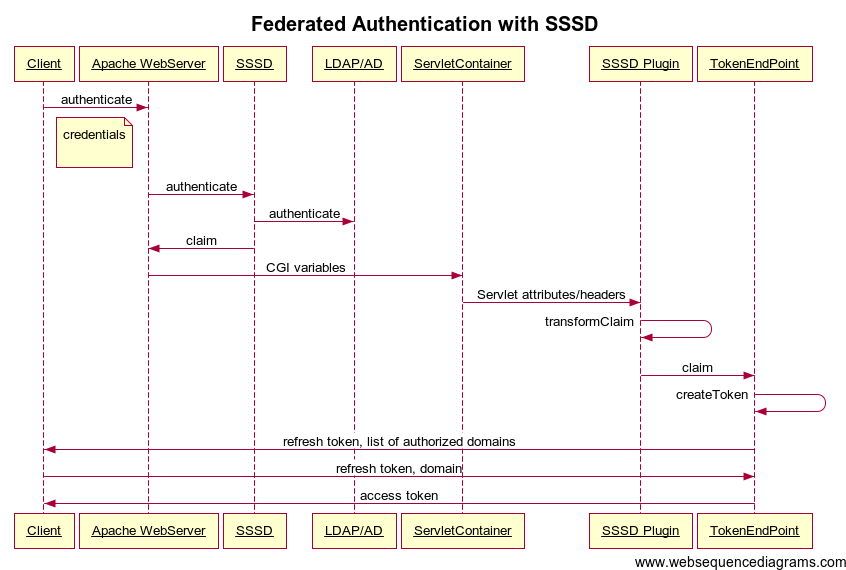 Federated Authentication with SSSD
Client
Apache WebServer
SSSD
LDAP/AD
ServletContainer
SSSD Plugin
TokenEndPoint
authenticate
credentials
authenticate
authenticate
claim
CGI variables
Servlet attributes/headers
transformClaim
claim
createToken
refresh token, list of authorized domains
refresh token, domain
access token
Client
Apache WebServer
SSSD
LDAP/AD
ServletContainer
SSSD Plugin
TokenEndPoint
www.websequencediagrams.com